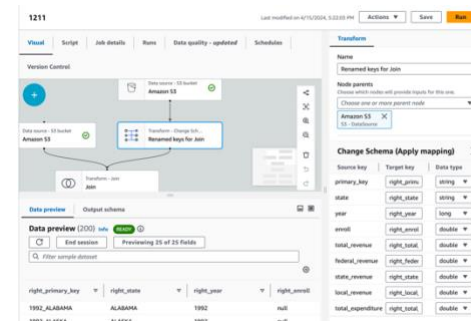 1211
Last modified on 4/15/2024, 5:22:03 PM
Actions
Save
Run
Visual
Script
Job details
Runs
Data quality - updated
Schedules
Version Control
Data source - S3 bucket
Amazon S3
Data source - S3 bucket
Amazon S3
Transform - Change Sch...
Renamed keys for Join
Transform - Join
Join
Data preview
Output schema
Data preview (200) Info READY
End session
Previewing 25 of 25 fields
Filter sample dataset
right_primary_key right_state right_year right_enroll
1992_ALABAMA ALABAMA 1992 null
Transform
Name
Renamed keys for Join
Node parents
Choose which nodes will provide inputs for this one.
Choose one or more parent node
Amazon S3
S3 - DataSource
Change Schema (Apply mapping)
Source key Target key Data type
primary_key right_prim string
state right_state string
year right_year long
enroll right_enrol double
total_revenue right_total double
federal_revenue right_feder double
state_revenue right_state double
local_revenue right_local double
total_expenditure right_total double